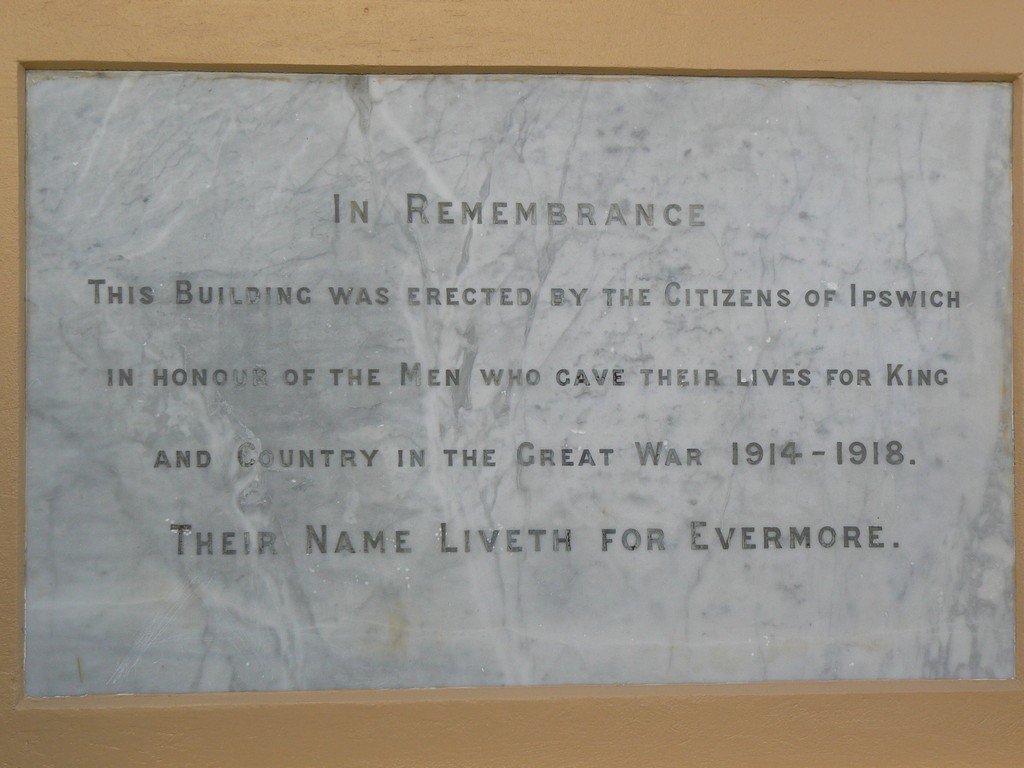 In Remembrance
This Building was erected by the Citizens of Ipswich
in honour of the Men who gave their lives for King
and Country in the Great War 1914-1918.
Their Name Liveth for Evermore.